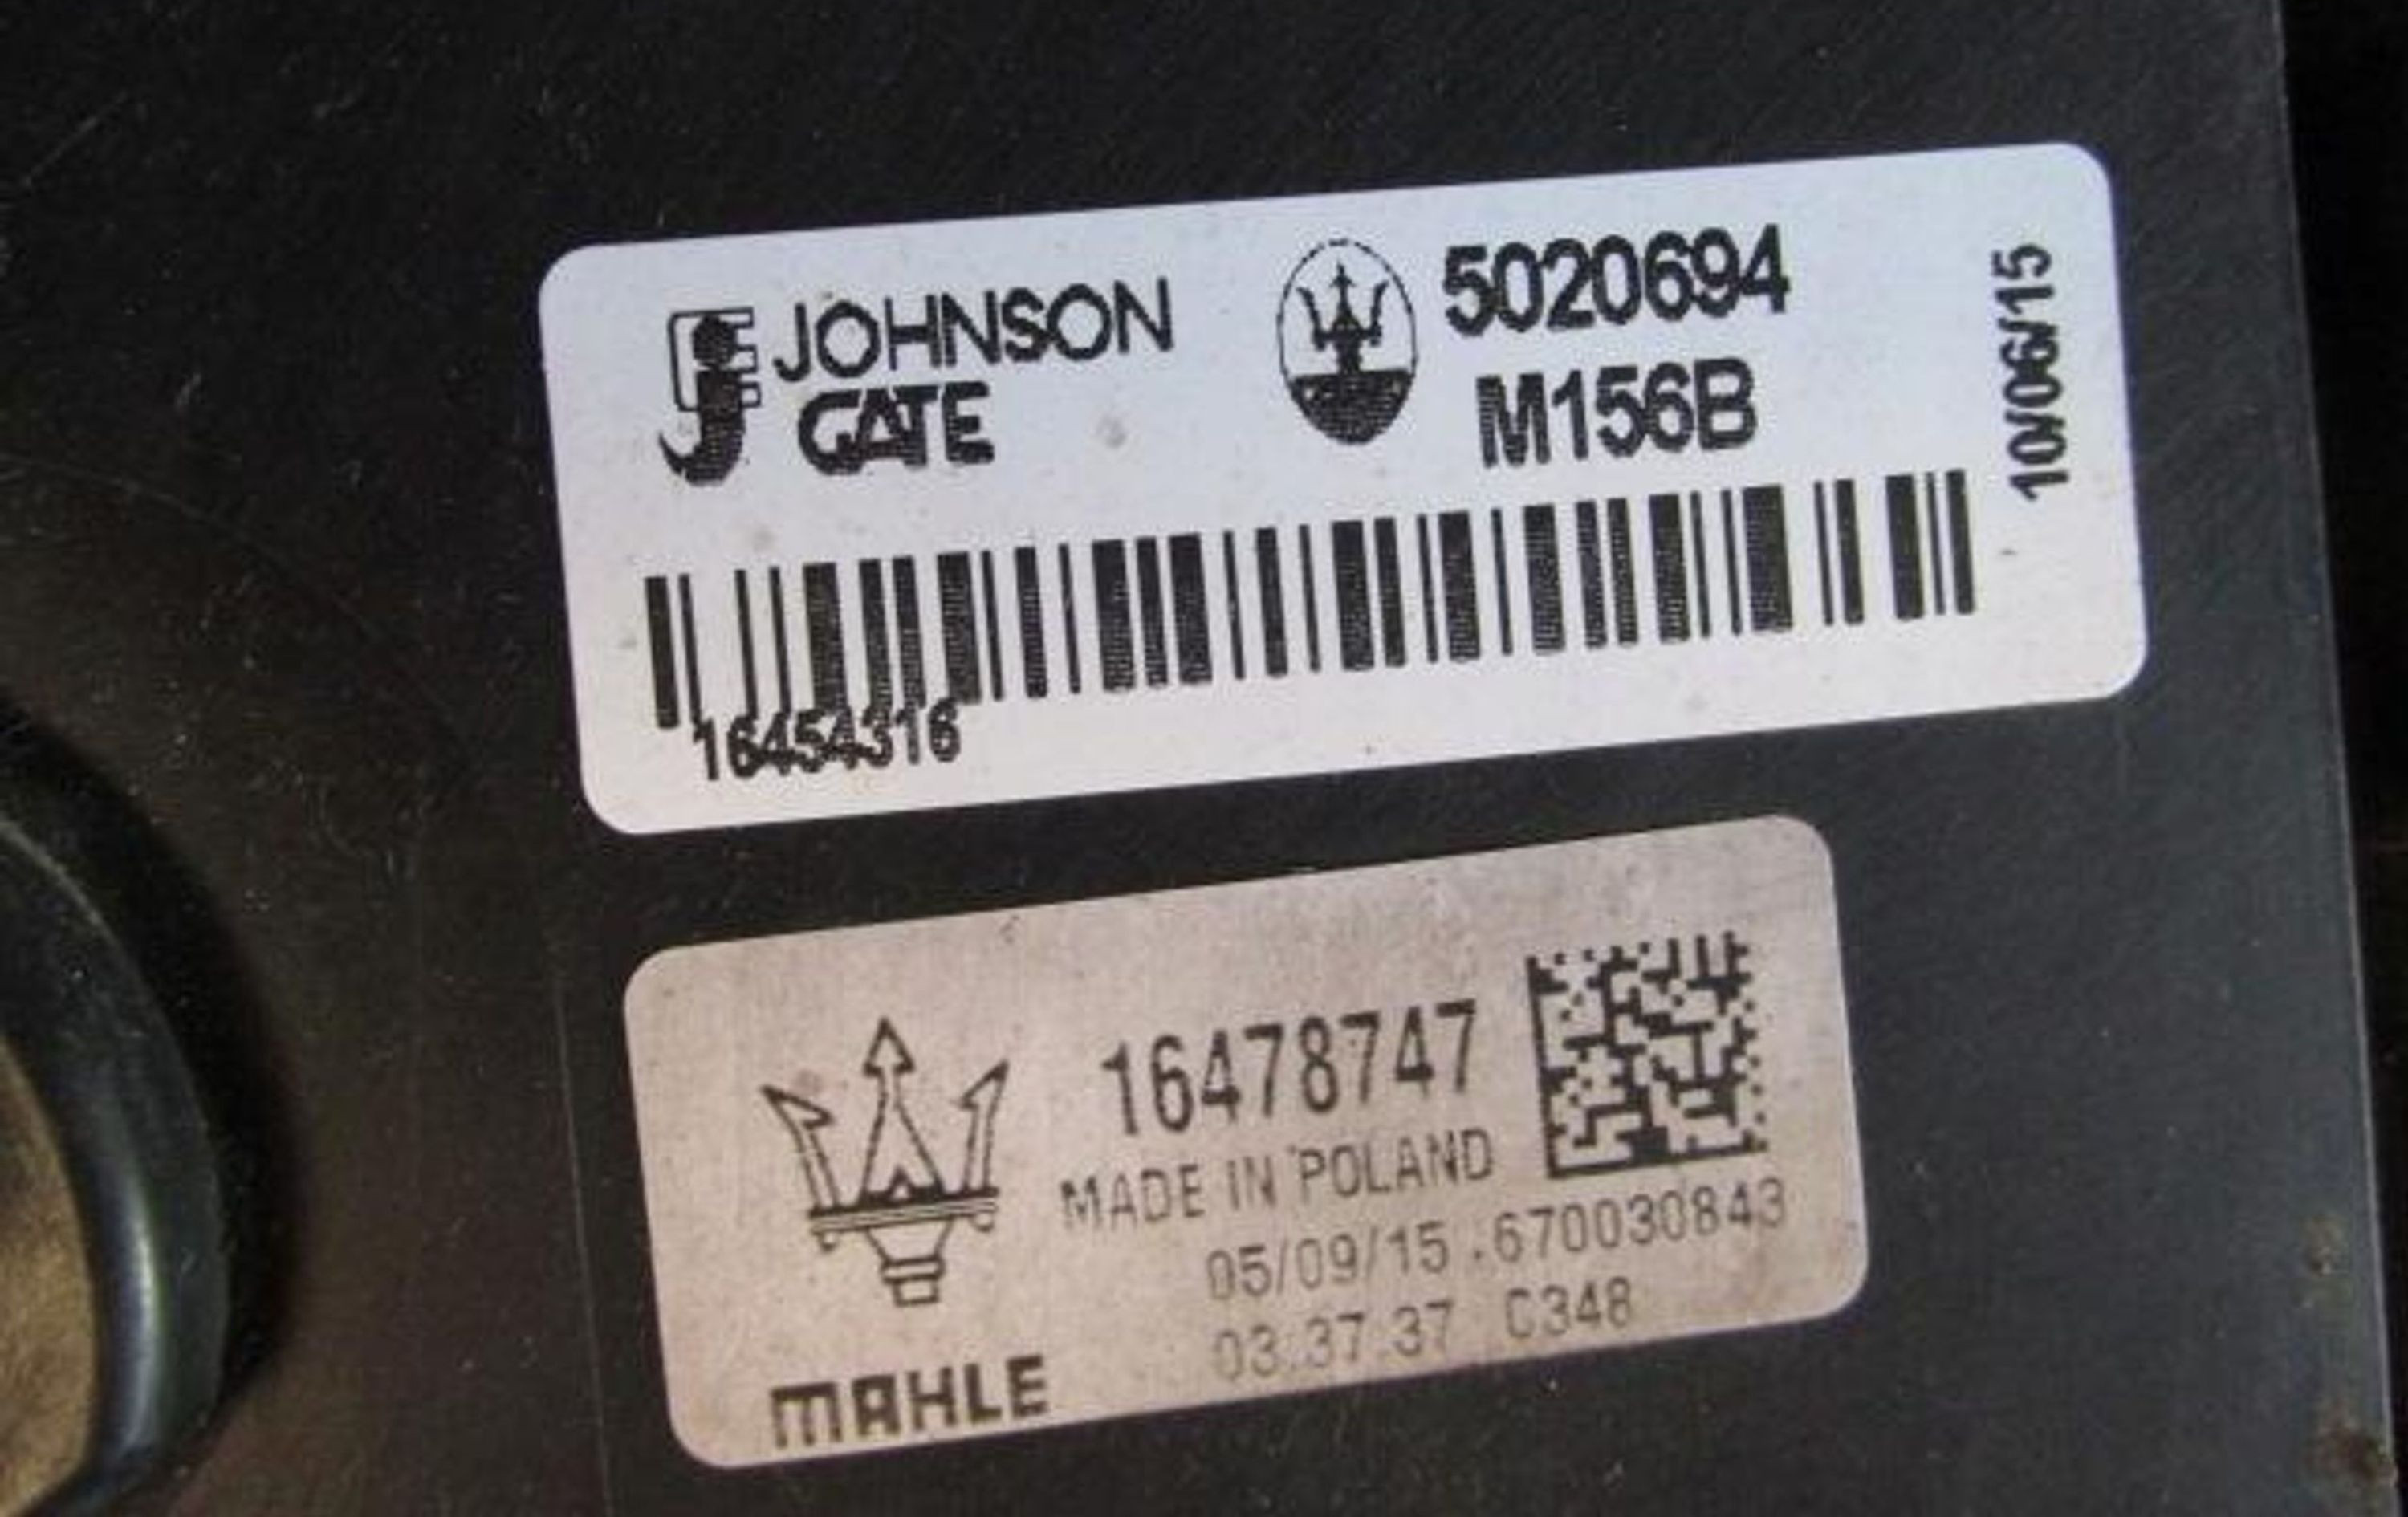 JOHNSON
GATE
5020694
M156B
10/06/15
16454316
16478747
MADE IN POLAND
05/09/15 .670030843
03:37:37 C348
MAHLE